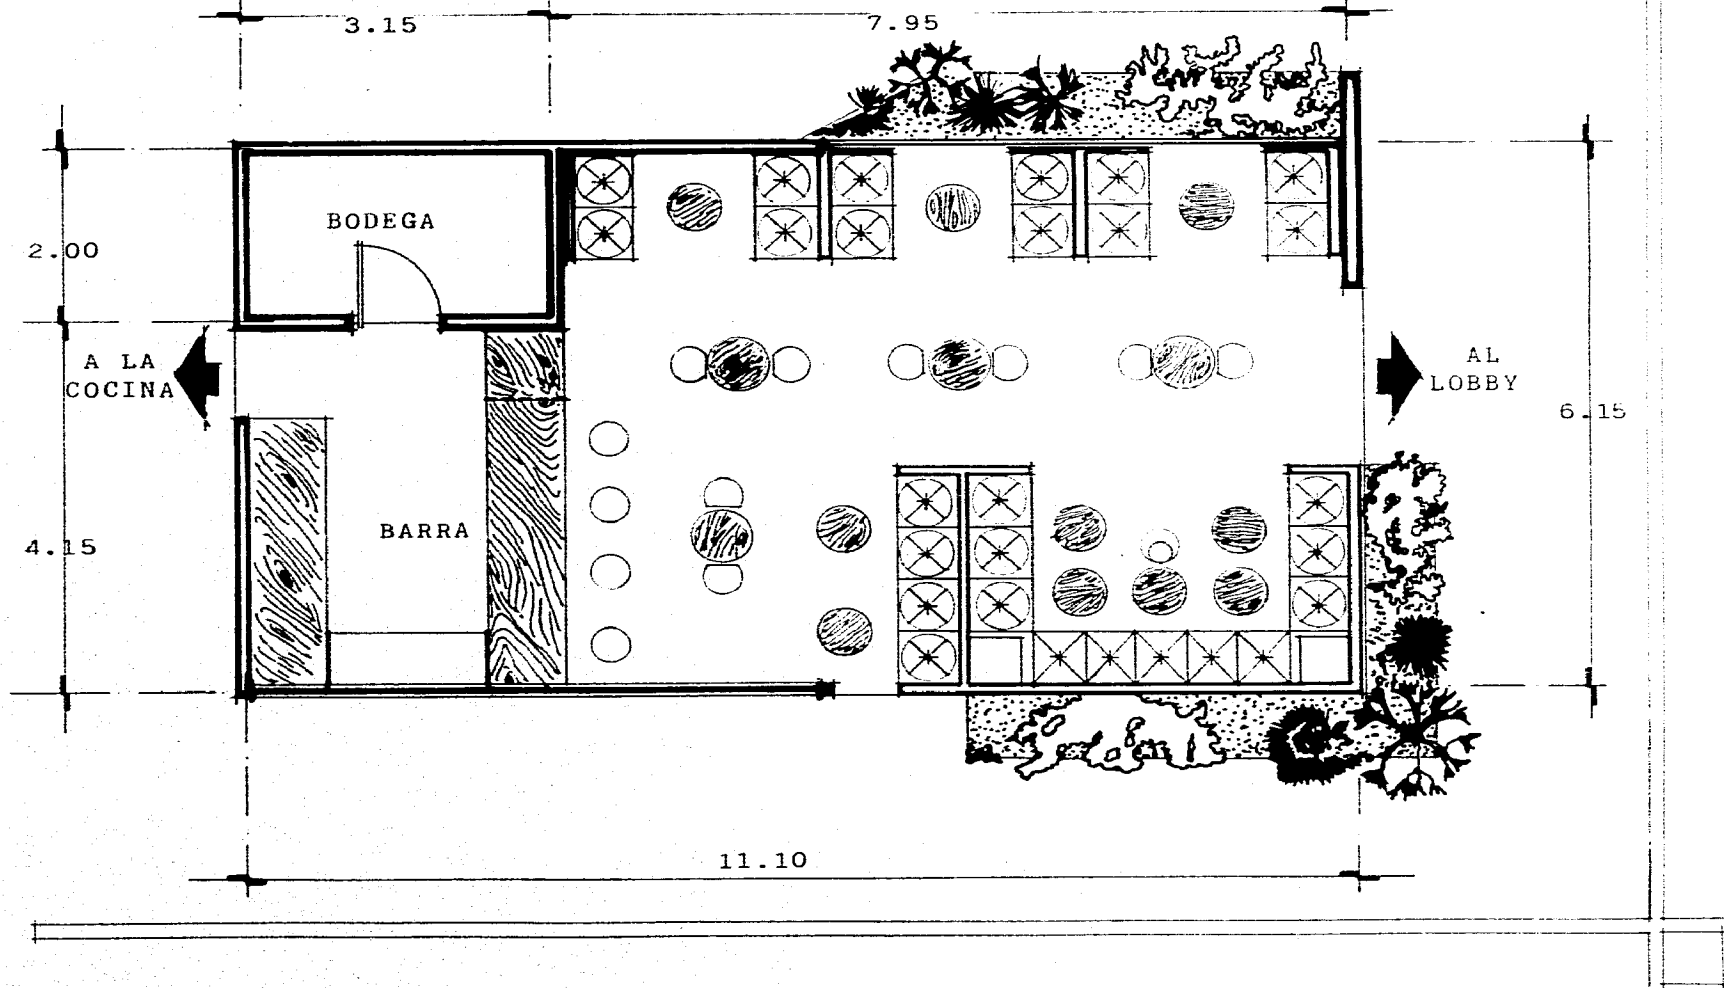 3.15
7.95
BODEGA
2.00
A LA
COCINA
AL
LOBBY
6.15
BARRA
4.15
11.10